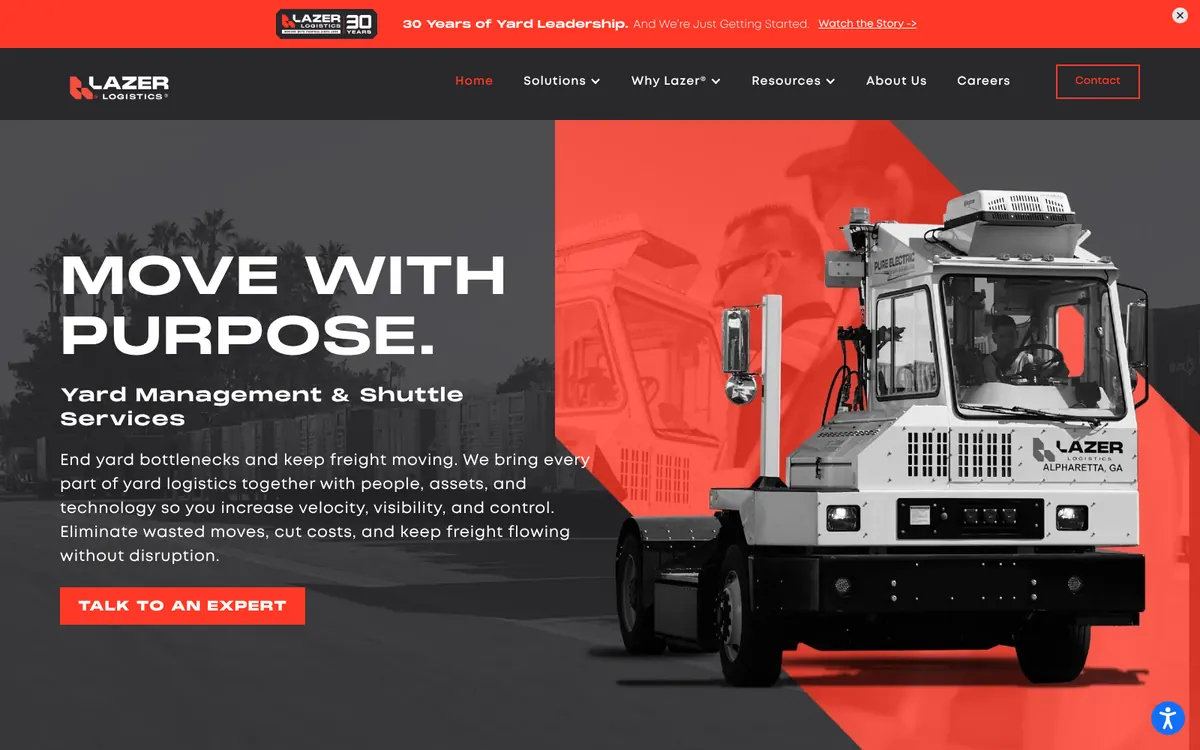 LAZER
LOGISTICS
30
YEARS
30 Years of Yard Leadership. And We're Just Getting Started. Watch the Story ->
LAZER
LOGISTICS®
Home
Solutions
Why Lazer®
Resources
About Us
Careers
Contact
MOVE WITH
PURPOSE.
Yard Management & Shuttle
Services
End yard bottlenecks and keep freight moving. We bring every
part of yard logistics together with people, assets, and
technology so you increase velocity, visibility, and control.
Eliminate wasted moves, cut costs, and keep freight flowing
without disruption.
TALK TO AN EXPERT
PURE ELECTRIC
LAZER
LOGISTICS
ALPHARETTA, GA